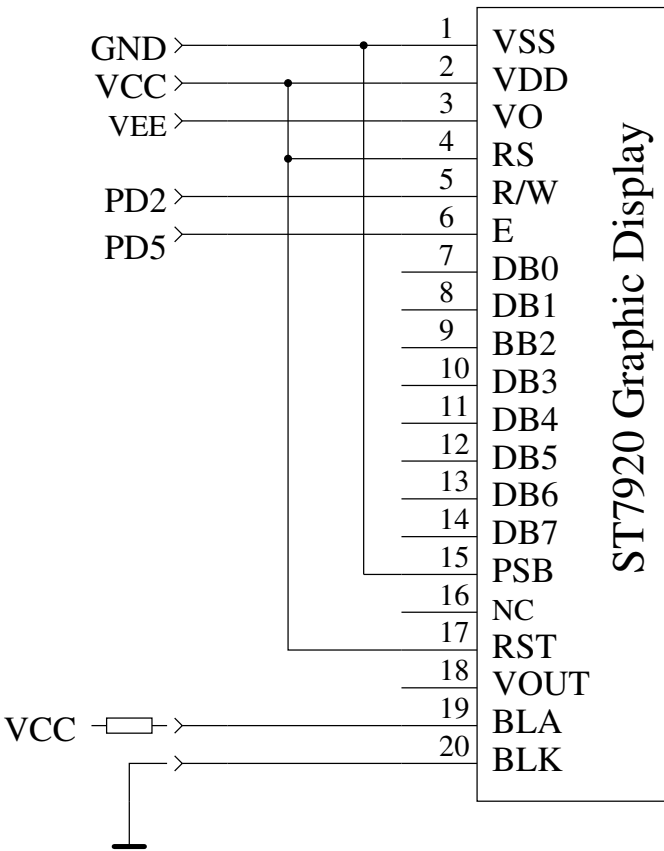 GND 1 VSS
VCC 2 VDD
VEE 3 VO
4 RS
PD2 5 R/W
PD5 6 E
7 DB0
8 DB1
9 BB2
10 DB3
11 DB4
12 DB5
13 DB6
14 DB7
15 PSB
16 NC
17 RST
18 VOUT
VCC 19 BLA
20 BLK
ST7920 Graphic Display